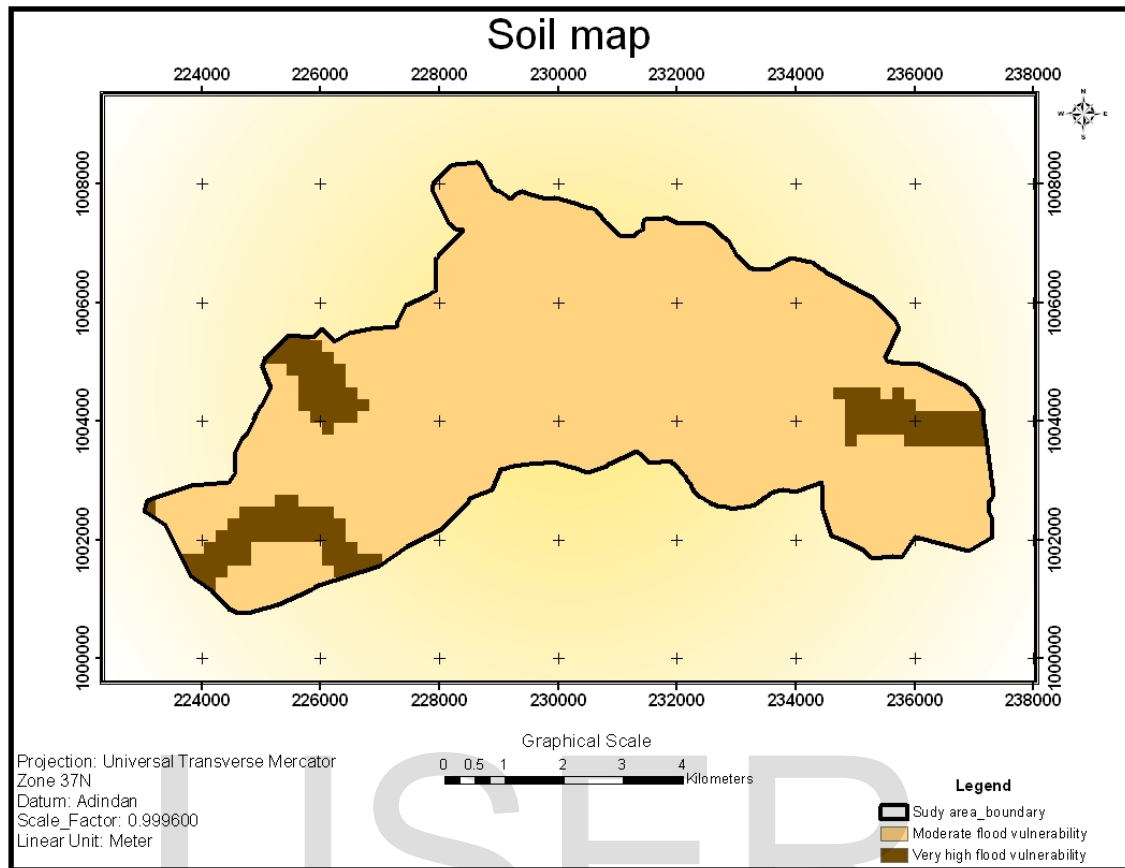 Soil map
224000 226000 228000 230000 232000 234000 236000 238000
N
W E
S
1008000 1008000
1006000 1006000
1004000 1004000
1002000 1002000
1000000 1000000
224000 226000 228000 230000 232000 234000 236000 238000
Graphical Scale
0 0.5 1 2 3 4
Kilometers
Projection: Universal Transverse Mercator
Zone 37N
Datum: Adindan
Scale_Factor: 0.999600
Linear Unit: Meter
Legend
Sudy area_boundary
Moderate flood vulnerability
Very high flood vulnerability
IJSER